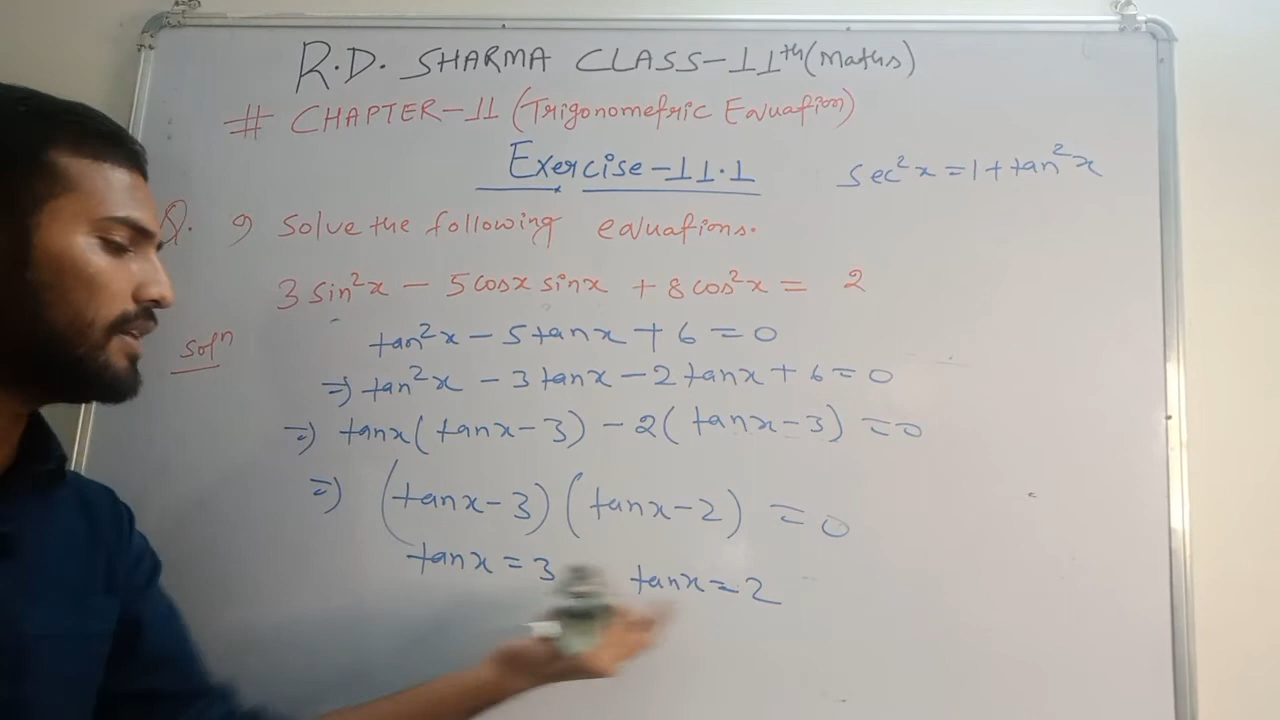 R.D. SHARMA CLASS-11th (Maths)
# CHAPTER-11 (Trigonometric Equation)
Exercise-11.1
sec²x = 1 + tan²x
Q. 9 Solve the following equations.
3 sin²x - 5 cosx sinx + 8 cos²x = 2
Solⁿ
tan²x - 5 tanx + 6 = 0
=) tan²x - 3 tanx - 2 tanx + 6 = 0
=) tanx ( tanx - 3 ) - 2 ( tanx - 3 ) = 0
=) ( tanx - 3 ) ( tanx - 2 ) = 0
tanx = 3 tanx = 2